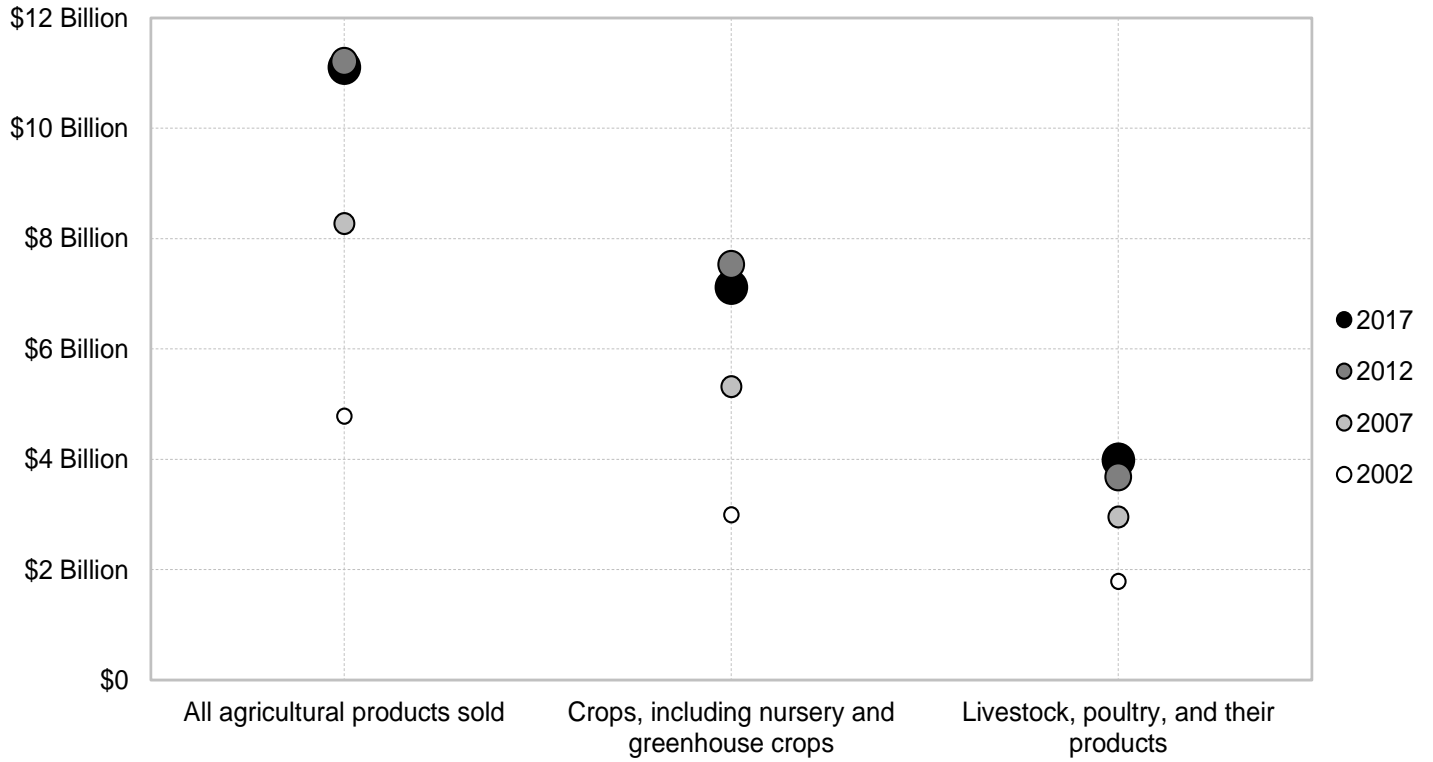 $12 Billion
$10 Billion
$8 Billion
$6 Billion
$4 Billion
$2 Billion
$0
All agricultural products sold
Crops, including nursery and
greenhouse crops
Livestock, poultry, and their
products
2017
2012
2007
2002